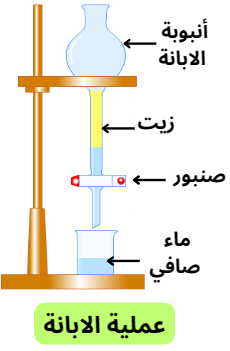 أنبوبة
الابانة
زيت
صنبور
ماء
صافي
عملية الابانة